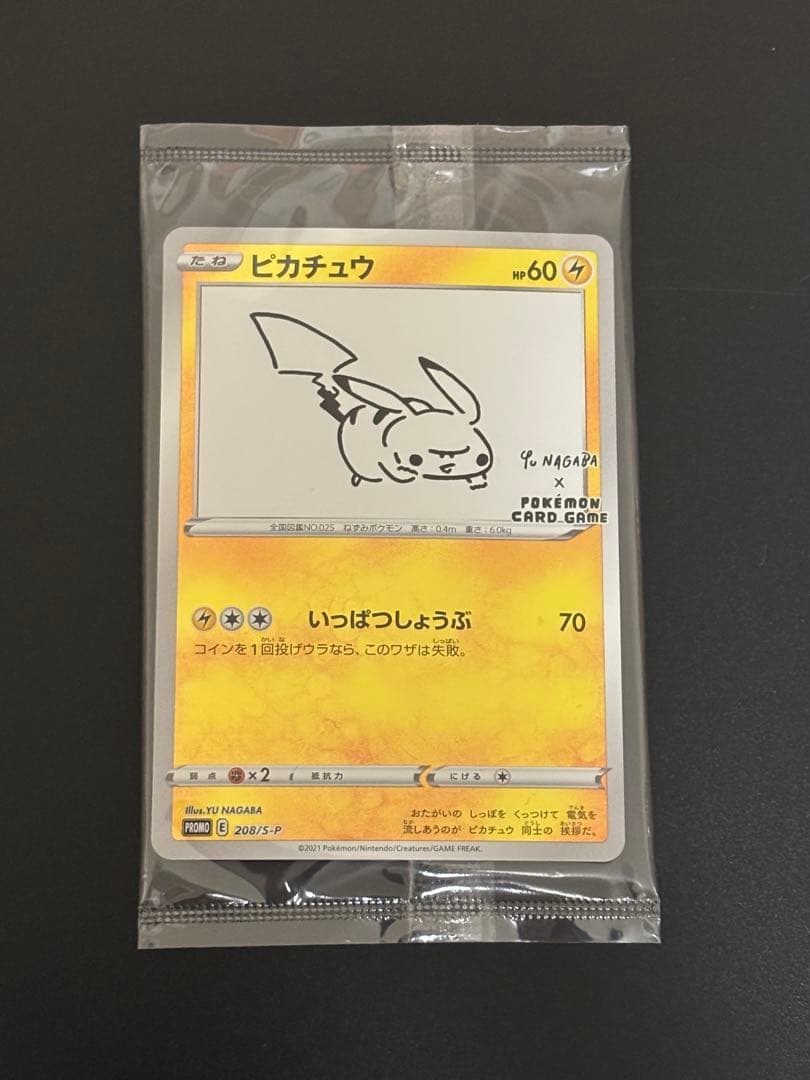 たね ピカチュウ HP60
Yu NAGABA
×
POKÉMON
CARD GAME
全国図鑑NO.025 ねずみポケモン 高さ:0.4m 重さ:6.0kg
いっぱつしょうぶ 70
コインを1回投げウラなら、このワザは失敗。
弱点 ×2 抵抗力 にげる
Illus.YU NAGABA
PROMO E 208/S-P
おたがいの しっぽを くっつけて 電気を
流しあうのが ピカチュウ 同士の 挨拶だ。
©2021 Pokémon/Nintendo/Creatures/GAME FREAK.